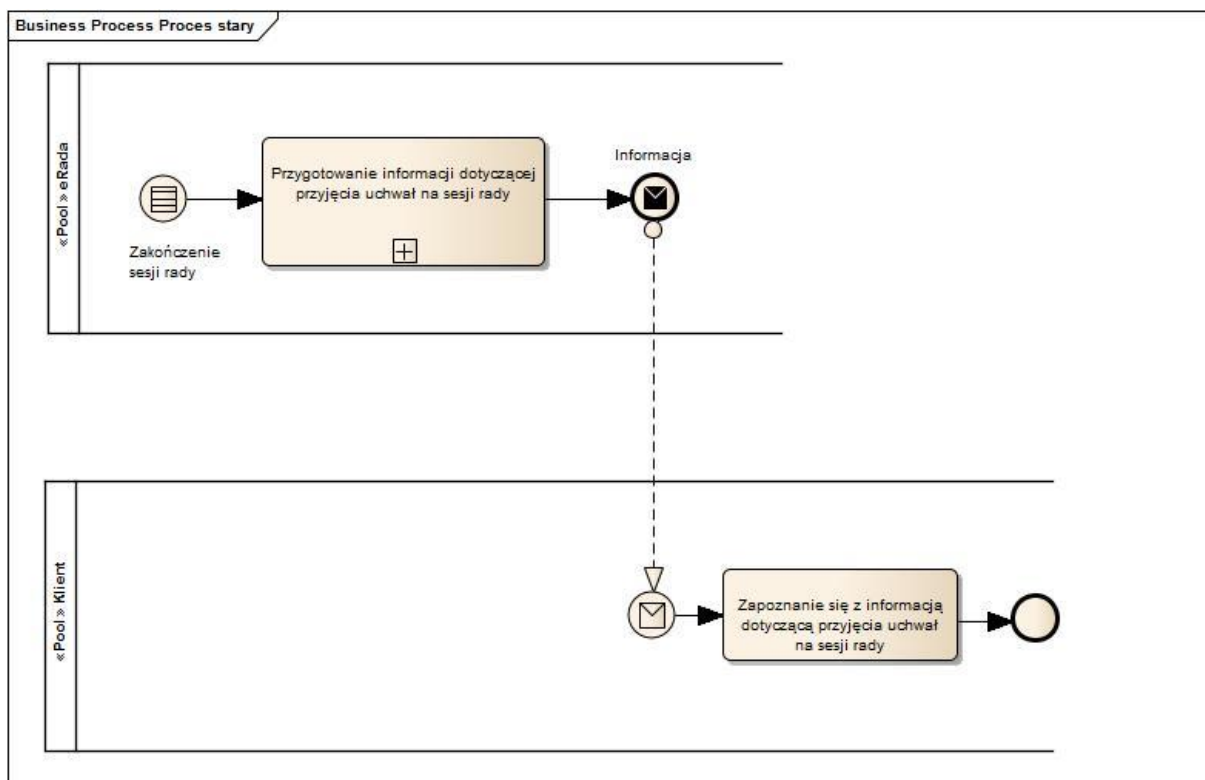 Business Process Proces stary
«Pool» eRada
Zakończenie
sesji rady
Przygotowanie informacji dotyczącej
przyjęcia uchwał na sesji rady
Informacja
«Pool» Klient
Zapoznanie się z informacją
dotyczącą przyjęcia uchwał
na sesji rady